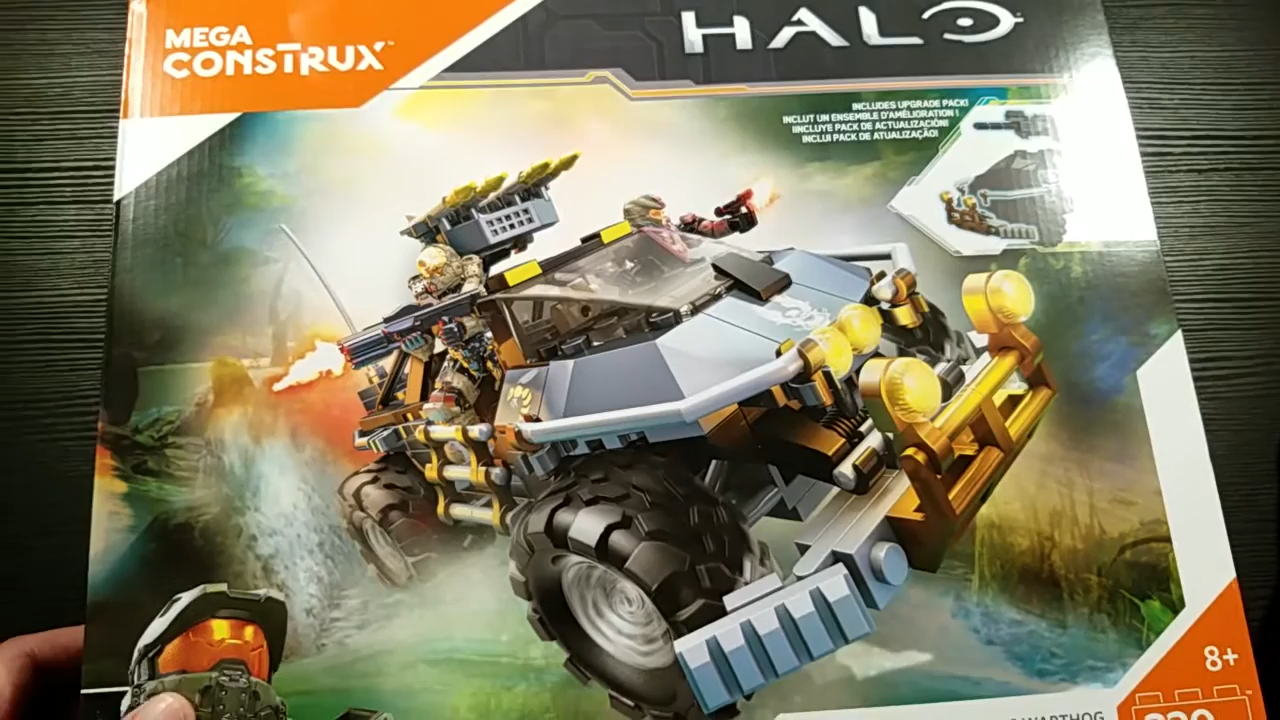 MEGA
CONSTRUX™
HALO
INCLUDES UPGRADE PACK!
INCLUT UN ENSEMBLE D'AMÉLIORATION !
¡INCLUYE PACK DE ACTUALIZACIÓN!
INCLUI PACK DE ATUALIZAÇÃO!
8+
WARTHOG